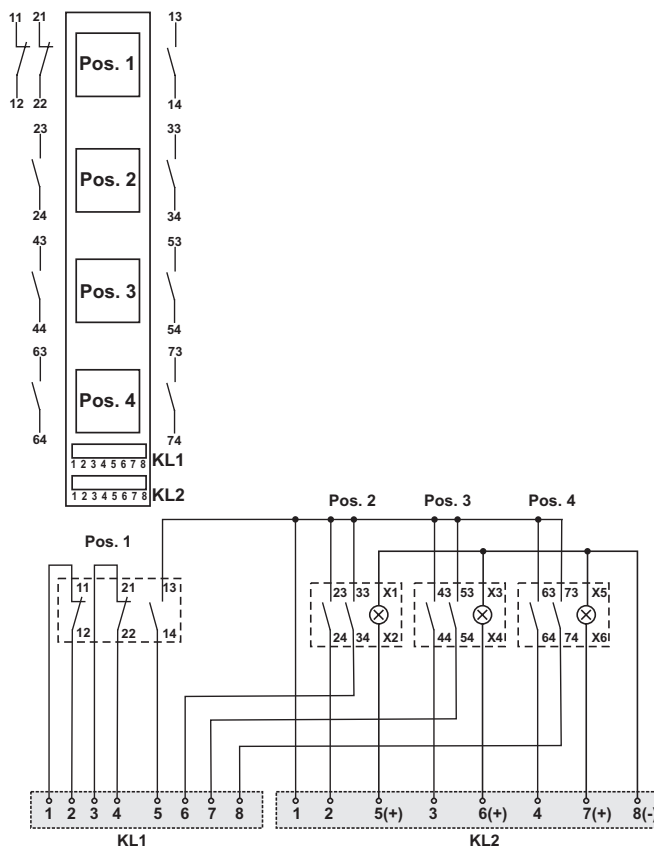 11 21 13
Pos. 1
12 22 14
23 33
Pos. 2
24 34
43 53
Pos. 3
44 54
63 73
Pos. 4
64 74
1 2 3 4 5 6 7 8 KL1
1 2 3 4 5 6 7 8 KL2
Pos. 2 Pos. 3 Pos. 4
Pos. 1
11 21 13 23 33 X1 43 53 X3 63 73 X5
12 22 14 24 34 X2 44 54 X4 64 74 X6
1 2 3 4 5 6 7 8 1 2 5(+) 3 6(+) 4 7(+) 8(-)
KL1 KL2